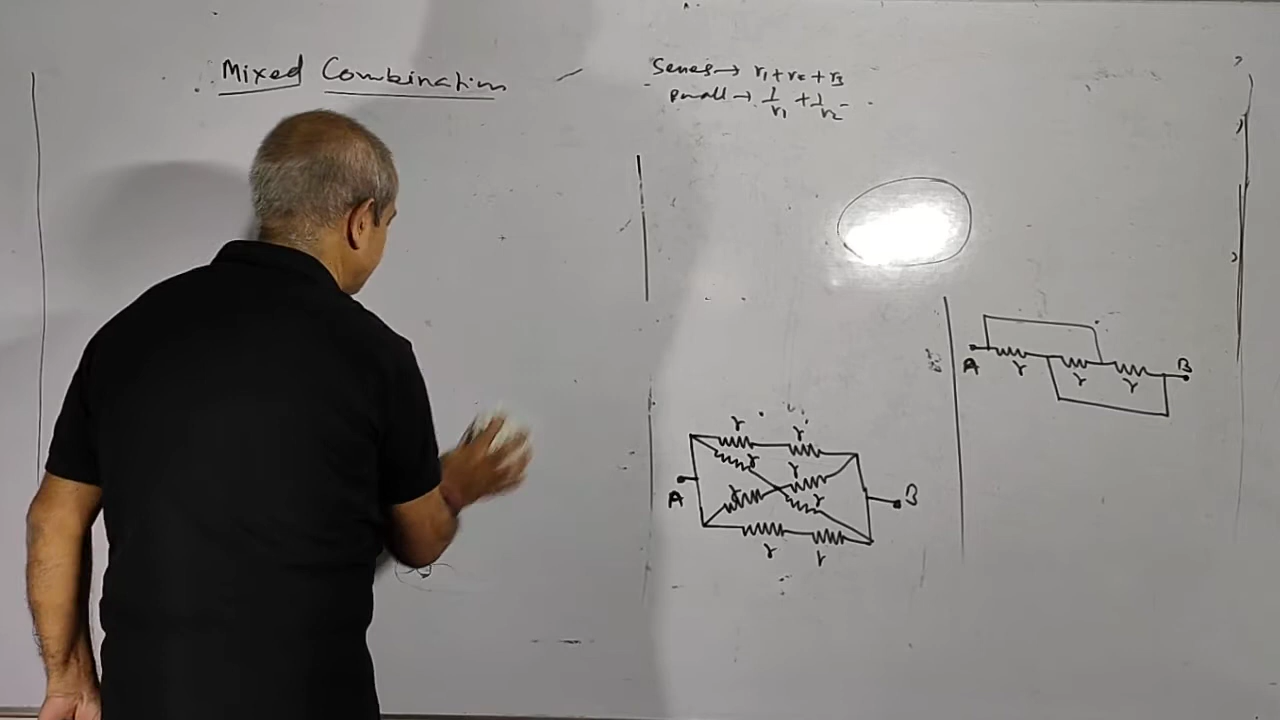 Mixed Combination
Series → r1 + r2 + r3
parall → 1/r1 + 1/r2
r r
r r
A r r B
r r
A r r r B